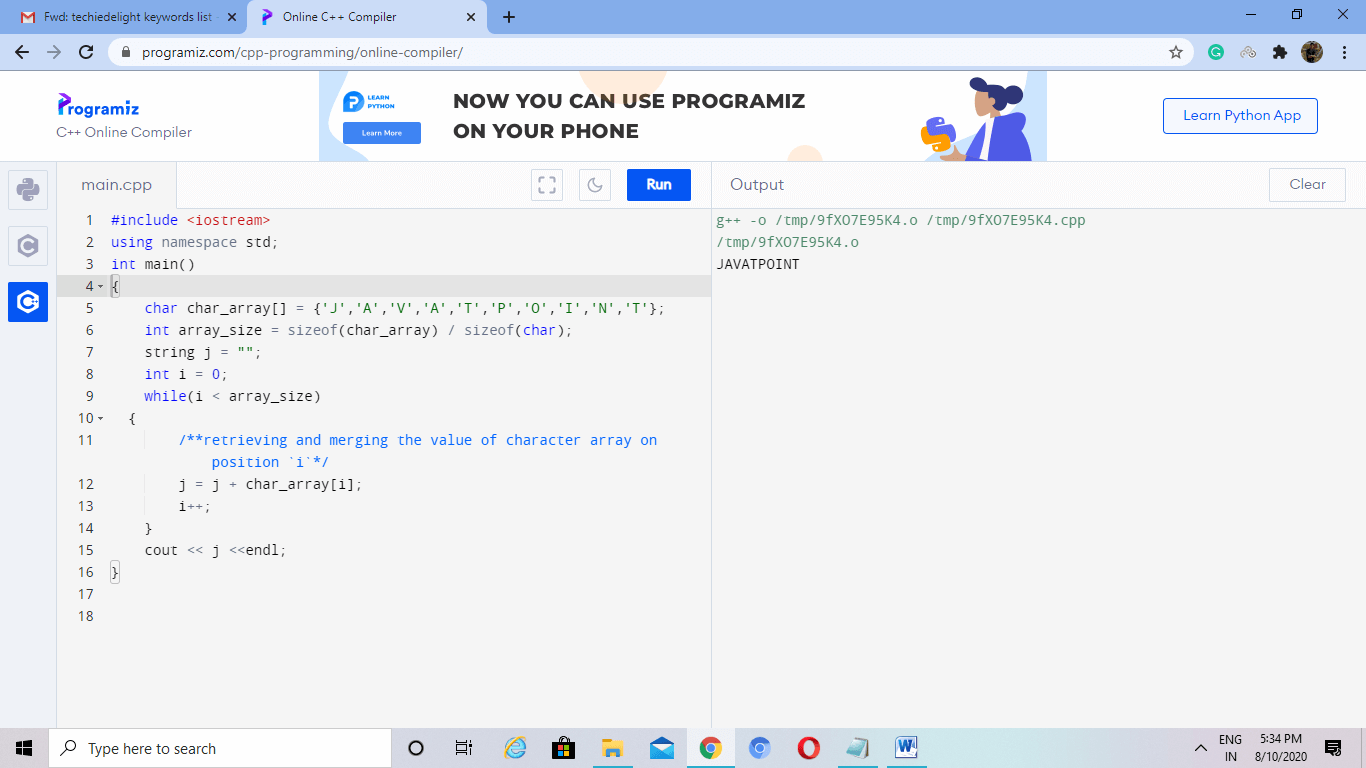 Fwd: techiedelight keywords list -
Online C++ Compiler
programiz.com/cpp-programming/online-compiler/
Programiz
C++ Online Compiler
LEARN
PYTHON
Learn More
NOW YOU CAN USE PROGRAMIZ
ON YOUR PHONE
Learn Python App
main.cpp
Run
Output
Clear
1 #include <iostream>
2 using namespace std;
3 int main()
4 {
5 char char_array[] = {'J','A','V','A','T','P','O','I','N','T'};
6 int array_size = sizeof(char_array) / sizeof(char);
7 string j = "";
8 int i = 0;
9 while(i < array_size)
10 {
11 /**retrieving and merging the value of character array on
position `i`*/
12 j = j + char_array[i];
13 i++;
14 }
15 cout << j <<endl;
16 }
17
18
g++ -o /tmp/9fXO7E95K4.o /tmp/9fXO7E95K4.cpp
/tmp/9fXO7E95K4.o
JAVATPOINT
Type here to search
ENG
IN
5:34 PM
8/10/2020